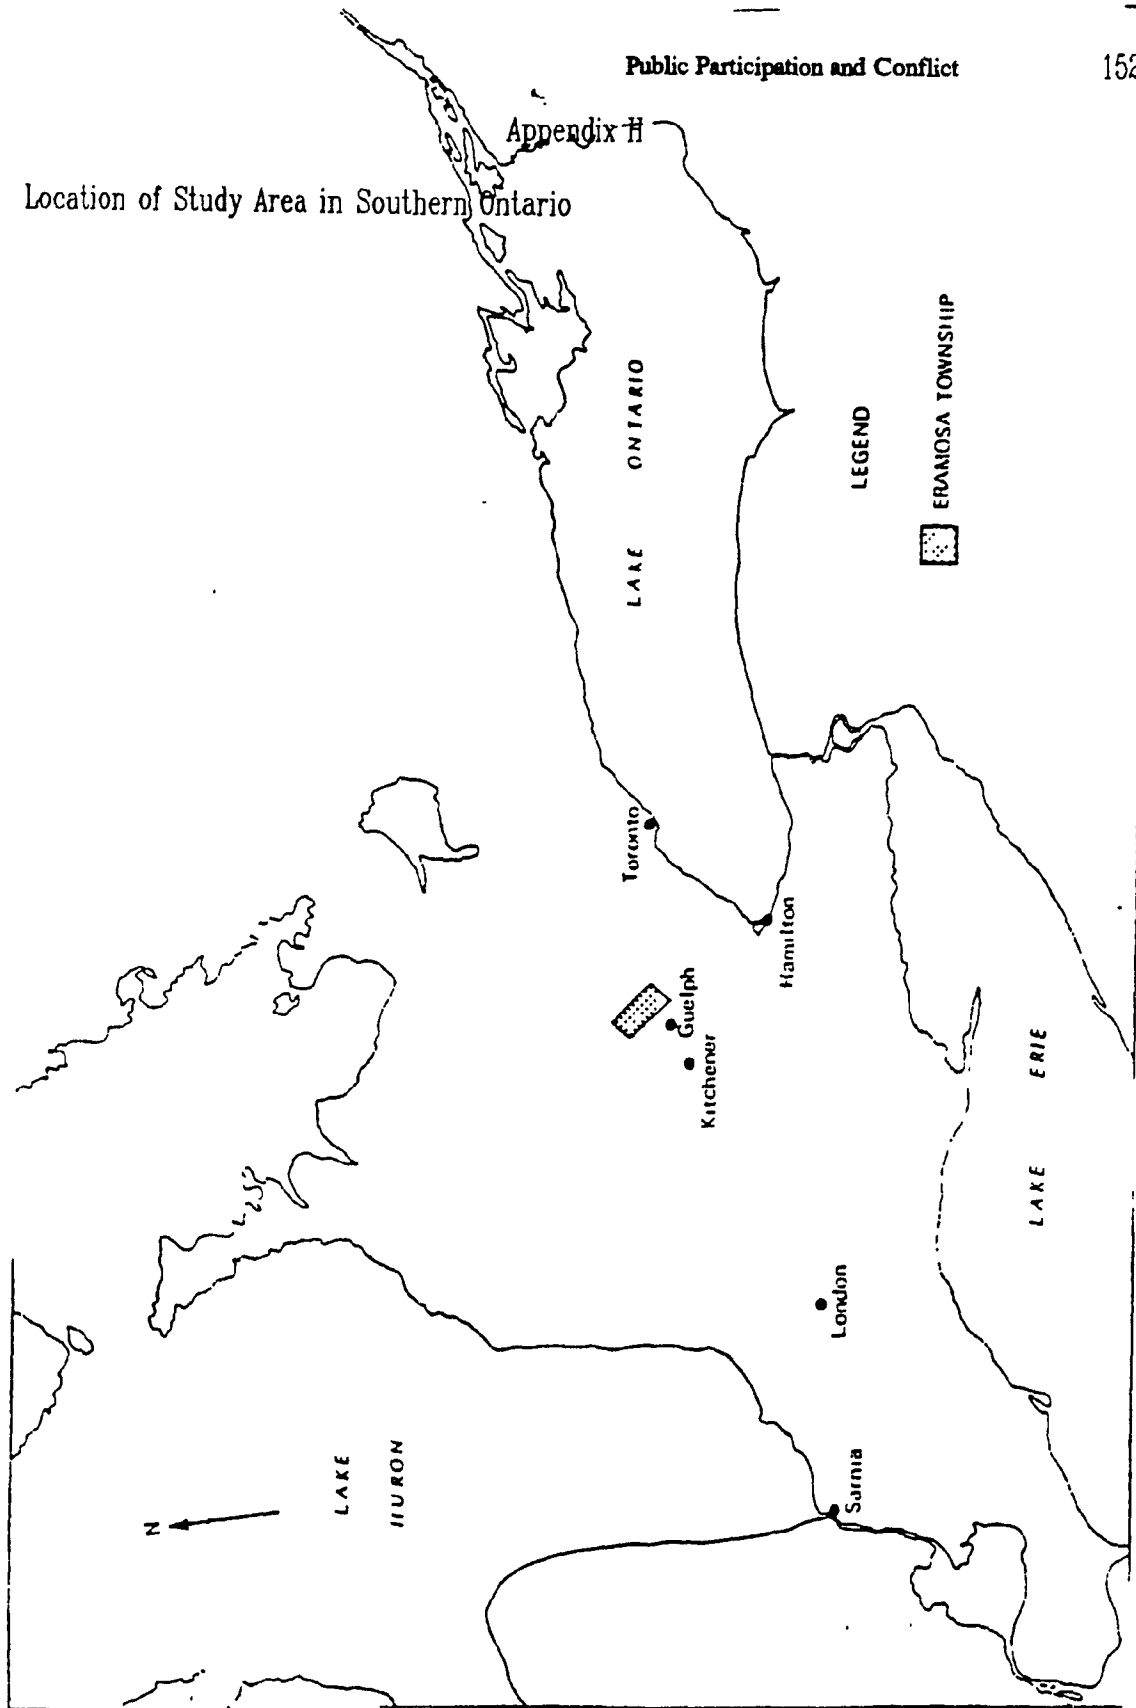 Public Participation and Conflict
152
Appendix H
Location of Study Area in Southern Ontario
N
LAKE
HURON
LAKE ONTARIO
LAKE ERIE
Toronto
Hamilton
Guelph
Kitchener
London
Sarnia
LEGEND
ERAMOSA TOWNSHIP